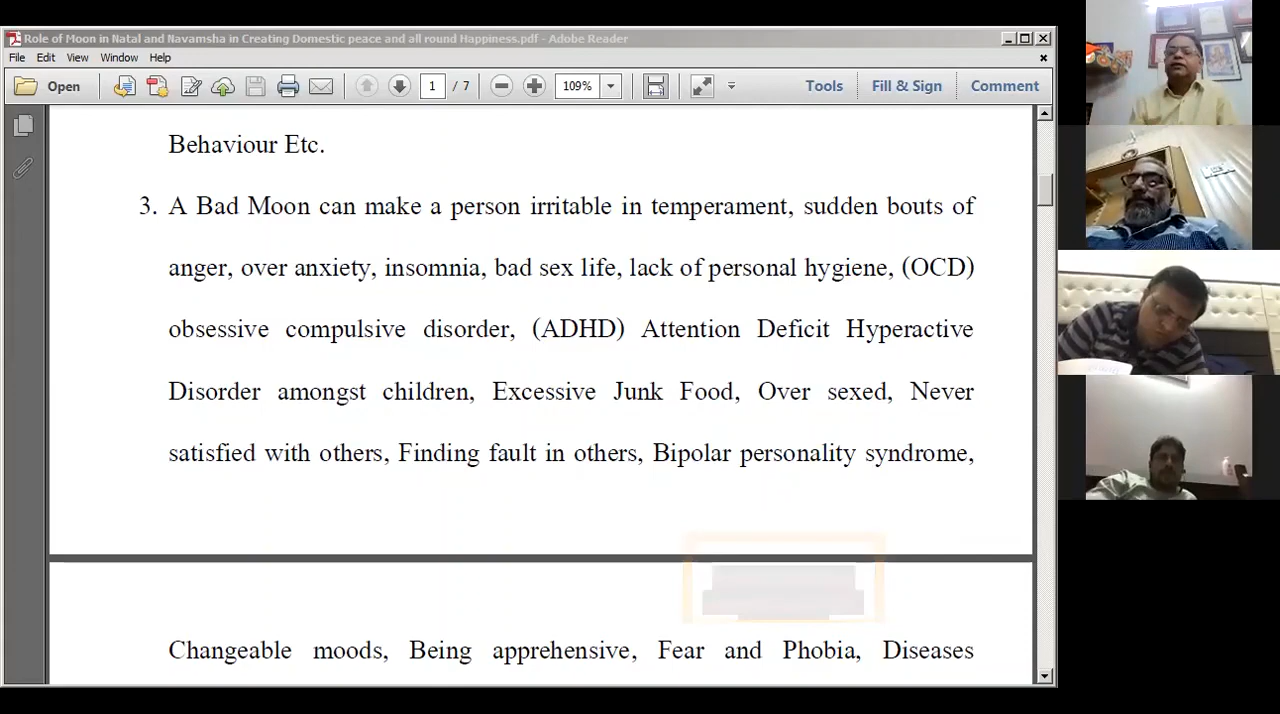 Role of Moon in Natal and Navamsha in Creating Domestic peace and all round Happiness.pdf - Adobe Reader
File Edit View Window Help
Open 1 / 7 109% Tools Fill & Sign Comment
Behaviour Etc.
3. A Bad Moon can make a person irritable in temperament, sudden bouts of
anger, over anxiety, insomnia, bad sex life, lack of personal hygiene, (OCD)
obsessive compulsive disorder, (ADHD) Attention Deficit Hyperactive
Disorder amongst children, Excessive Junk Food, Over sexed, Never
satisfied with others, Finding fault in others, Bipolar personality syndrome,
Changeable moods, Being apprehensive, Fear and Phobia, Diseases